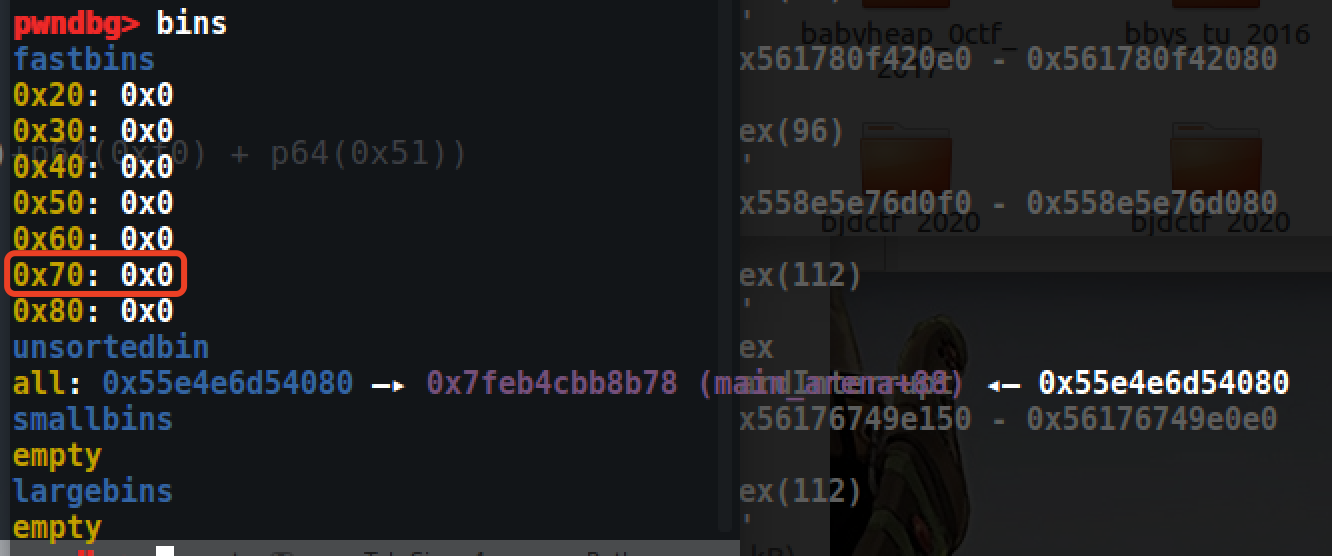 pwndbg> bins
fastbins
0x20: 0x0
0x30: 0x0
0x40: 0x0
0x50: 0x0
0x60: 0x0
0x70: 0x0
0x80: 0x0
unsortedbin
all: 0x55e4e6d54080 —▸ 0x7feb4cbb8b78 (main_arena+88) ◂— 0x55e4e6d54080
smallbins
empty
largebins
empty
p64(0xf0) + p64(0x51))
'
babyheap_0ctf_
2017
bbys_tu_2016
x561780f420e0 - 0x561780f42080
ex(96)
'
x558e5e76d0f0 - 0x558e5e76d080
bjdctf_2020
bjdctf_2020
ex(112)
'
ex
x56176749e150 - 0x56176749e0e0
ex(112)
'